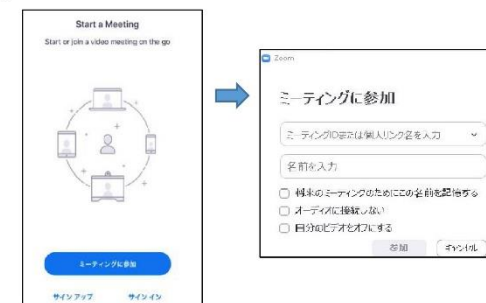 Start a Meeting
Start or join a video meeting on the go
ミーティングに参加
サインアップ
サインイン
Zoom
ミーティングに参加
ミーティングIDまたは個人リンク名を入力
名前を入力
将来のミーティングのためにこの名前を記憶する
オーディオに接続しない
自分のビデオをオフにする
参加
キャンセル